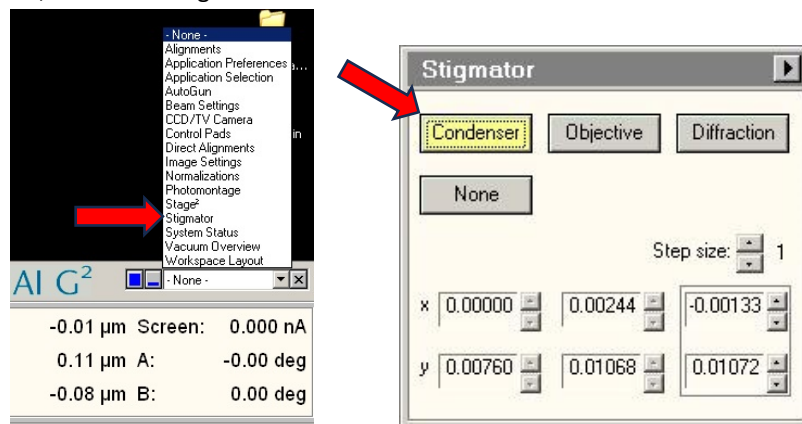 - None -
Alignments
Application Preferences
Application Selection
AutoGun
Beam Settings
CCD/TV Camera
Control Pads
Direct Alignments
Image Settings
Normalizations
Photomontage
Stage²
Stigmator
System Status
Vacuum Overview
Workspace Layout
AI G² - None -
-0.01 µm Screen: 0.000 nA
0.11 µm A: -0.00 deg
-0.08 µm B: 0.00 deg
Stigmator
Condenser Objective Diffraction
None
Step size: 1
x 0.00000 0.00244 -0.00133
y 0.00760 0.01068 0.01072